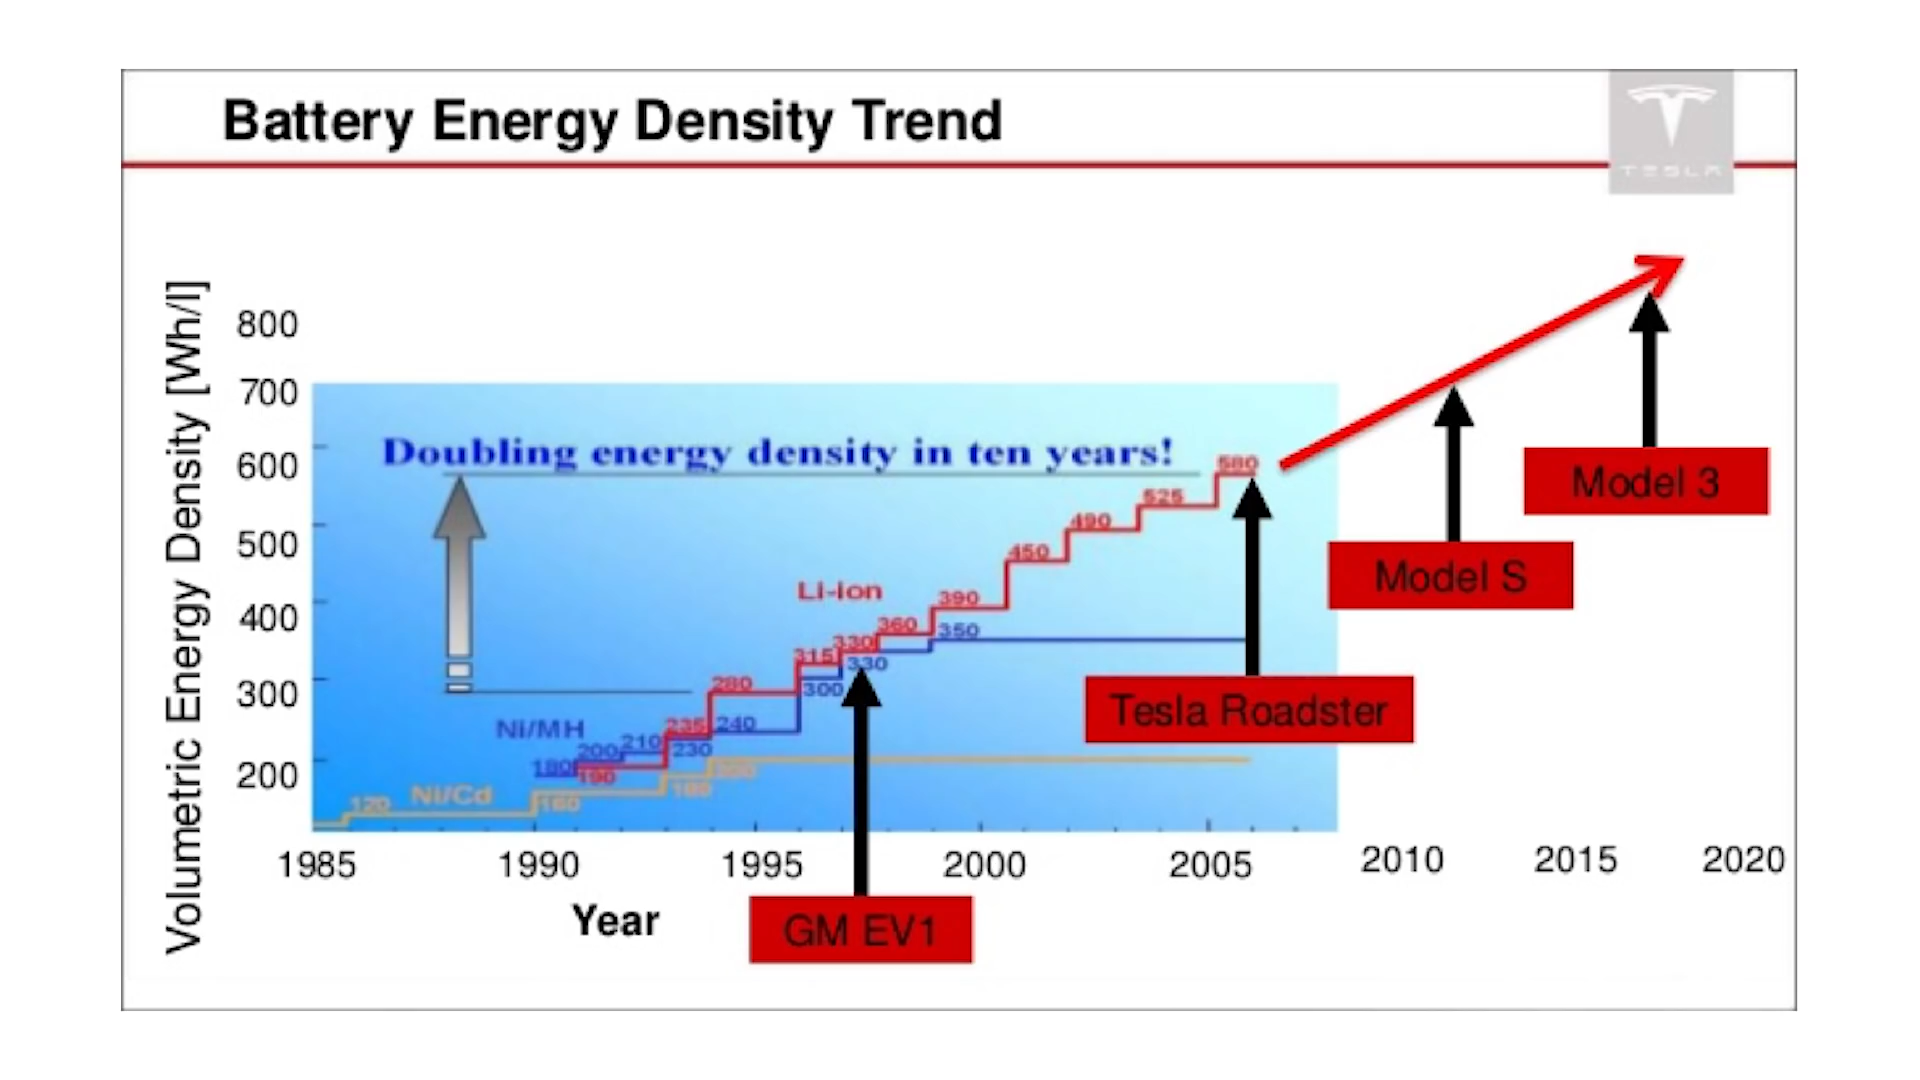 Battery Energy Density Trend
TESLA
Volumetric Energy Density [Wh/l]
800
700
600
500
400
300
200
Doubling energy density in ten years!
580
525
490
450
Li-ion
390
360
350
330
315
330
300
280
Ni/MH
235
240
210
200
230
180
190
200
180
Ni/Cd
120
160
Model 3
Model S
Tesla Roadster
1985 1990 1995 2000 2005 2010 2015 2020
Year
GM EV1